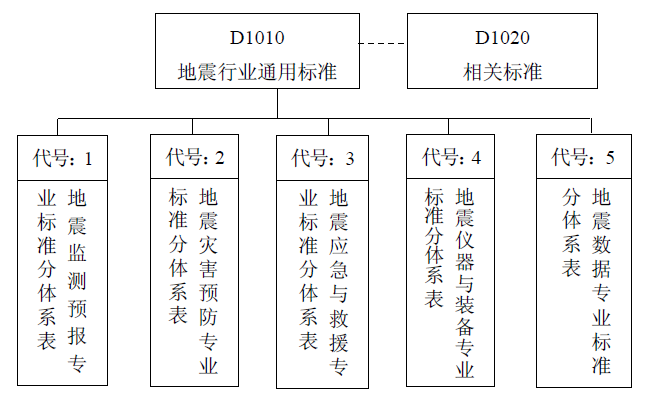 D1010
地震行业通用标准
D1020
相关标准
代号：1
地震监测预报专
业标准分体系表
代号：2
地震灾害预防专业
标准分体系表
代号：3
地震应急与救援专
业标准分体系表
代号：4
地震仪器与装备专业
标准分体系表
代号：5
地震数据专业标准
分体系表